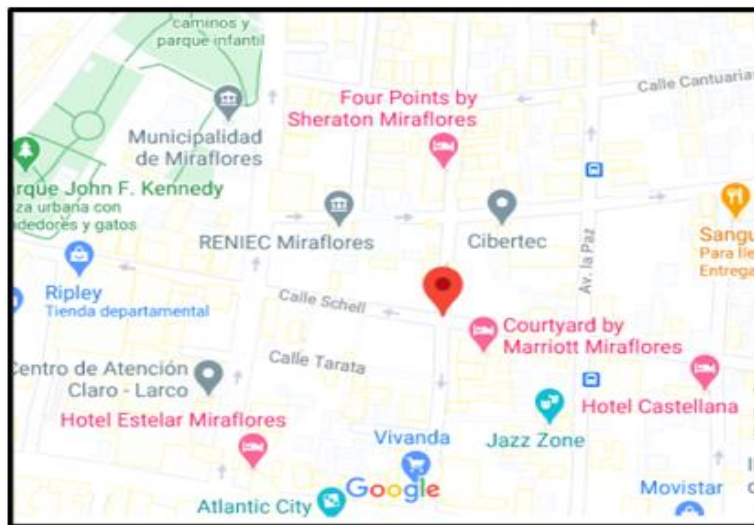 caminos y
parque infantil
Calle Cantuarias
Four Points by
Sheraton Miraflores
Municipalidad
de Miraflores
arque John F. Kennedy
za urbana con
ndedores y gatos
RENIEC Miraflores
Cibertec
Sangu
Para lle
Entrega
Av. la Paz
Ripley
Tienda departamental
Calle Schell
Courtyard by
Marriott Miraflores
Calle Tarata
Centro de Atención
Claro - Larco
Hotel Castellana
Hotel Estelar Miraflores
Vivanda
Jazz Zone
Google
Atlantic City
Movistar